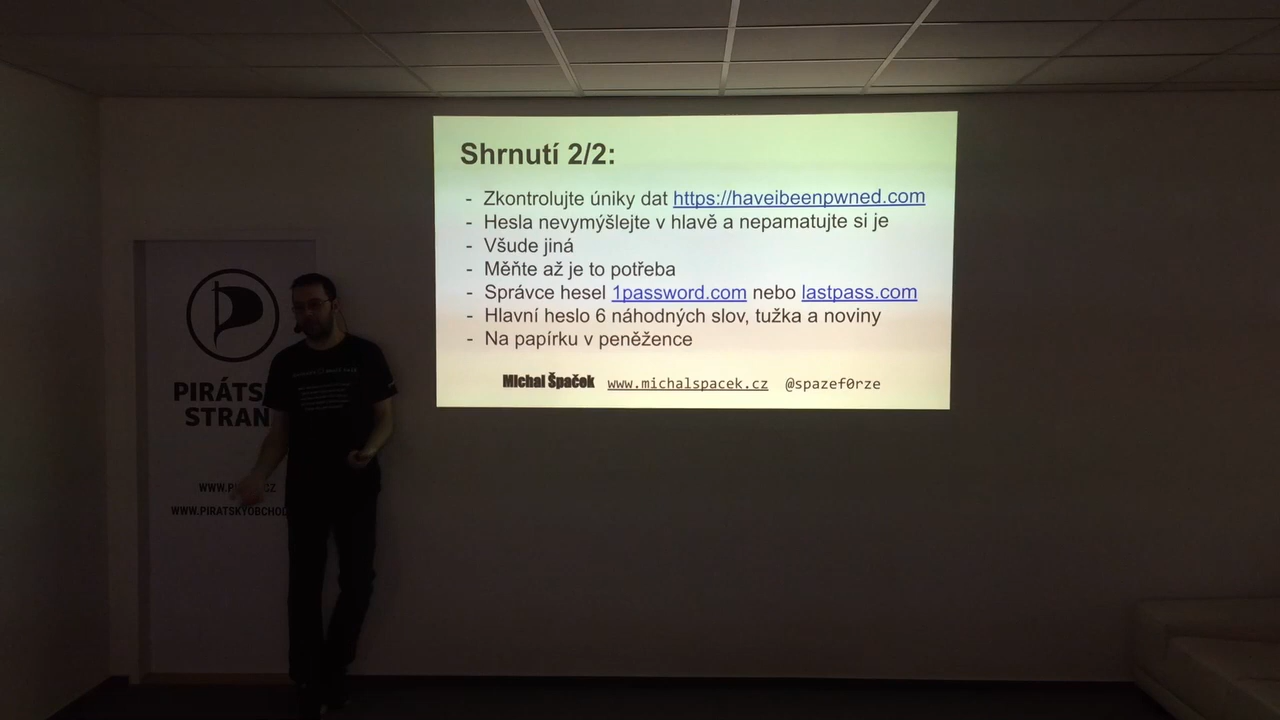 Shrnutí 2/2:
- Zkontrolujte úniky dat https://haveibeenpwned.com
- Hesla nevymýšlejte v hlavě a nepamatujte si je
- Všude jiná
- Měňte až je to potřeba
- Správce hesel 1password.com nebo lastpass.com
- Hlavní heslo 6 náhodných slov, tužka a noviny
- Na papírku v peněžence
Michal Špaček www.michalspacek.cz @spazef0rze
PIRÁTS
STRAN
WWW.P CZ
WWW.PIRATSKYOBCHOD